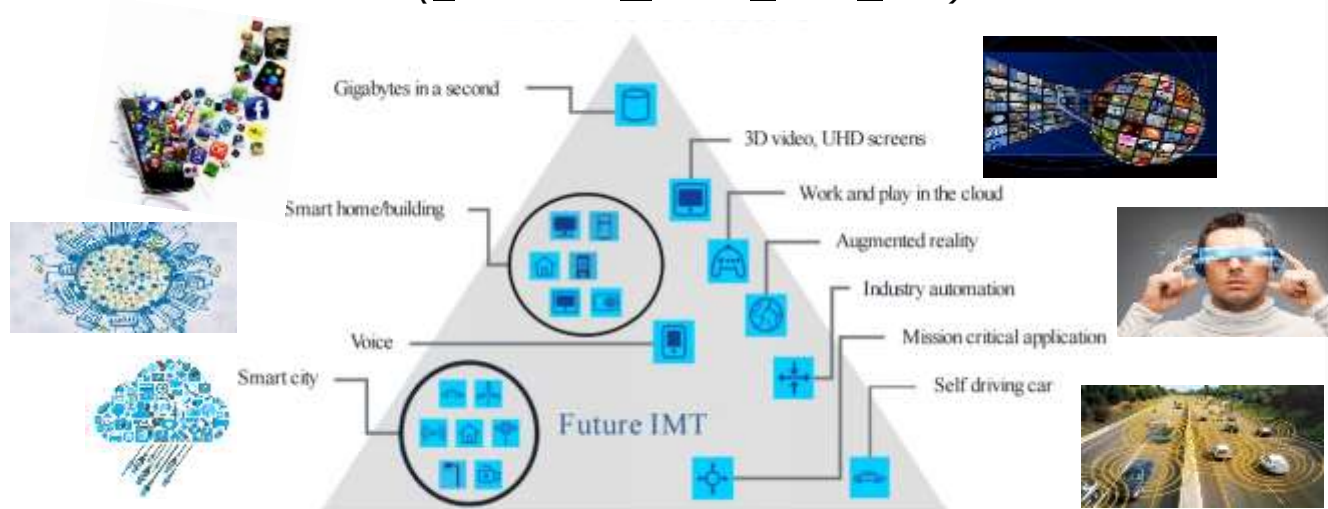 Gigabytes in a second
3D video, UHD screens
Work and play in the cloud
Smart home/building
Augmented reality
Industry automation
Voice
Mission critical application
Smart city
Self driving car
Future IMT